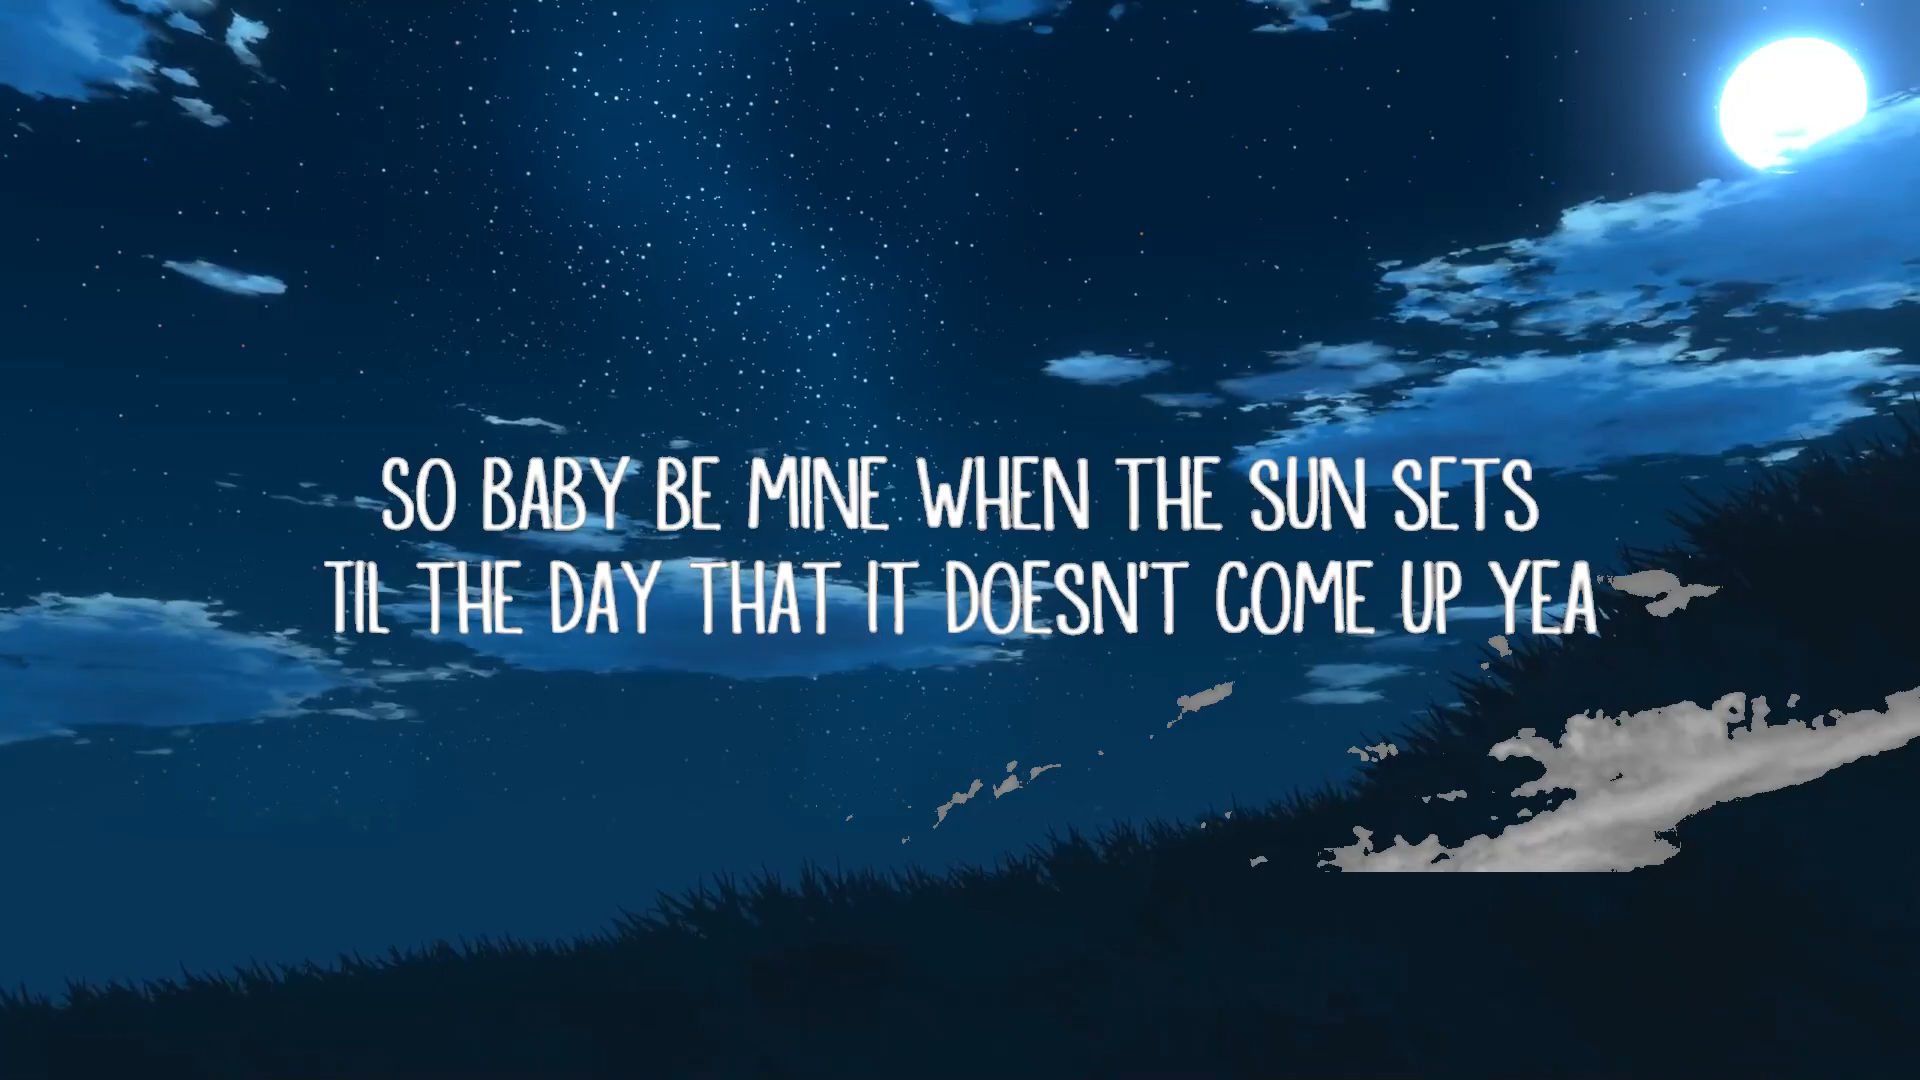 SO BABY BE MINE WHEN THE SUN SETS
TIL THE DAY THAT IT DOESN'T COME UP YEA